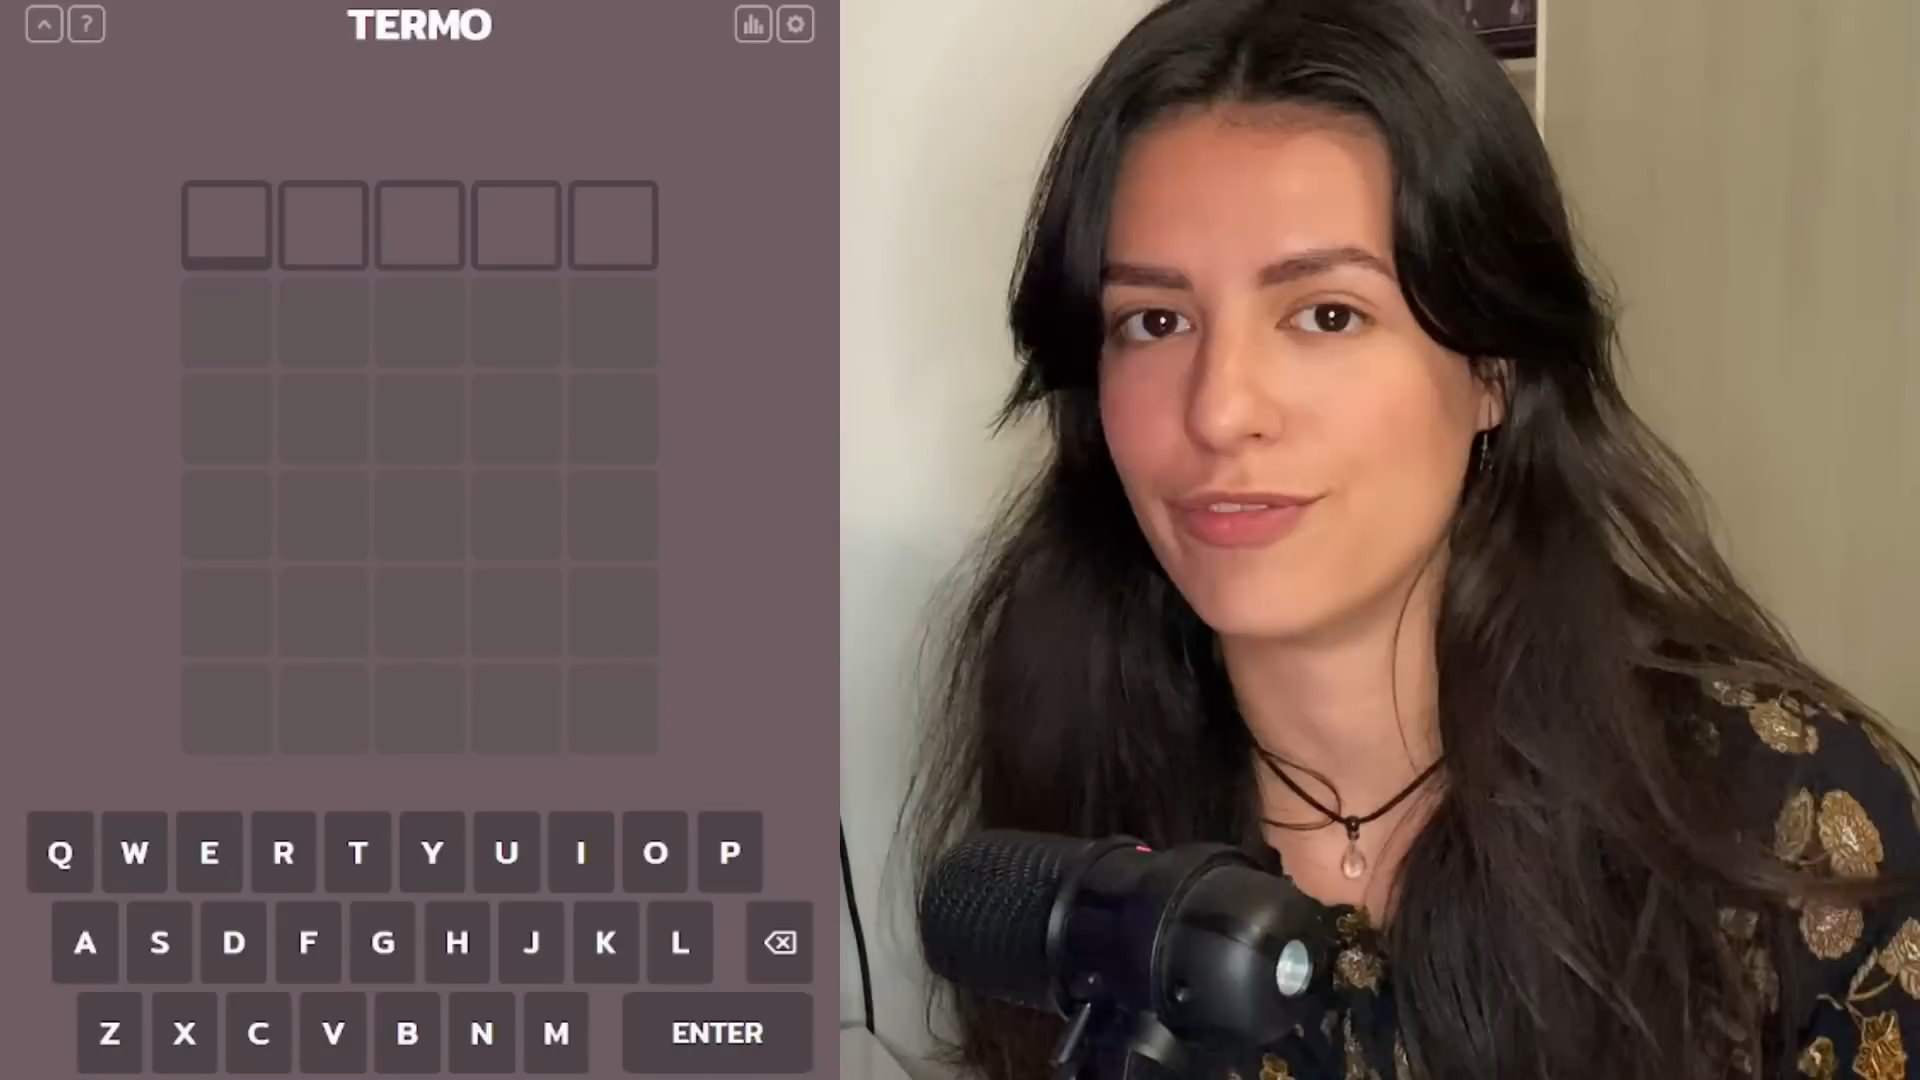 ?
TERMO
Q W E R T Y U I O P
A S D F G H J K L
Z X C V B N M ENTER